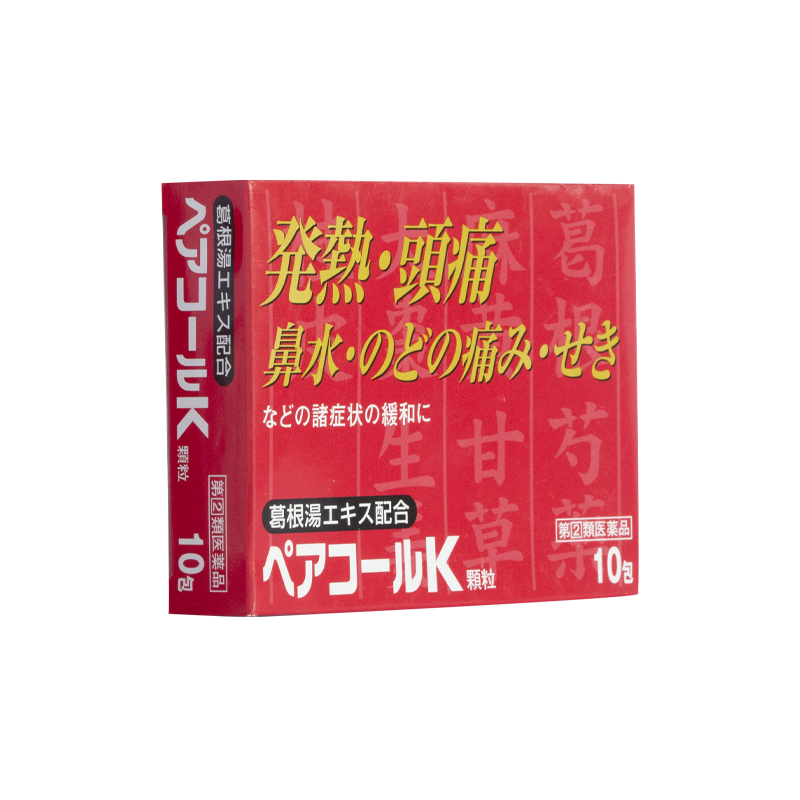 葛根湯エキス配合
ペアコールK
顆粒
第②類医薬品
10包
発熱・頭痛
鼻水・のどの痛み・せき
などの諸症状の緩和に
葛根湯エキス配合
ペアコールK 顆粒
指定第②類医薬品
10包
葛根芍薬
麻黄甘草